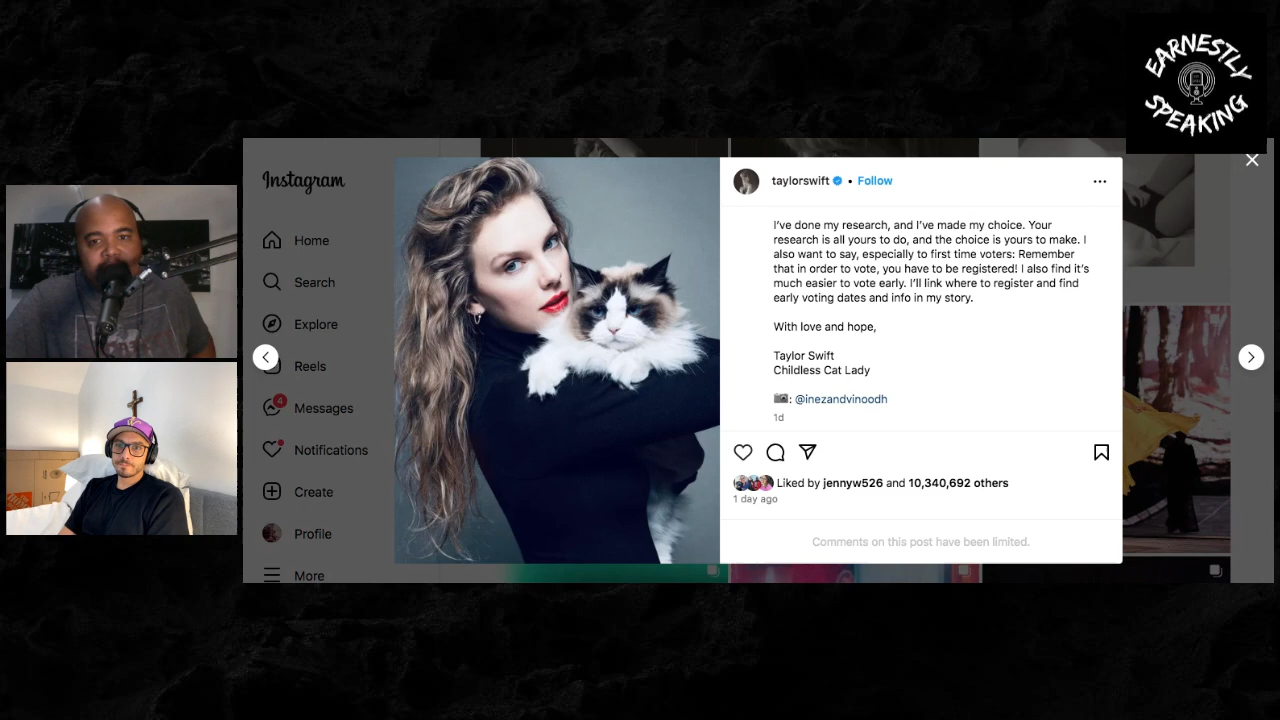 EARNESTLY
SPEAKING
Instagram
Home
Search
Explore
Reels
4
Messages
Notifications
Create
Profile
More
taylorswift • Follow
I've done my research, and I've made my choice. Your
research is all yours to do, and the choice is yours to make. I
also want to say, especially to first time voters: Remember
that in order to vote, you have to be registered! I also find it's
much easier to vote early. I'll link where to register and find
early voting dates and info in my story.
With love and hope,
Taylor Swift
Childless Cat Lady
📷: @inezandvinoodh
1d
Liked by jennyw526 and 10,340,692 others
1 day ago
Comments on this post have been limited.